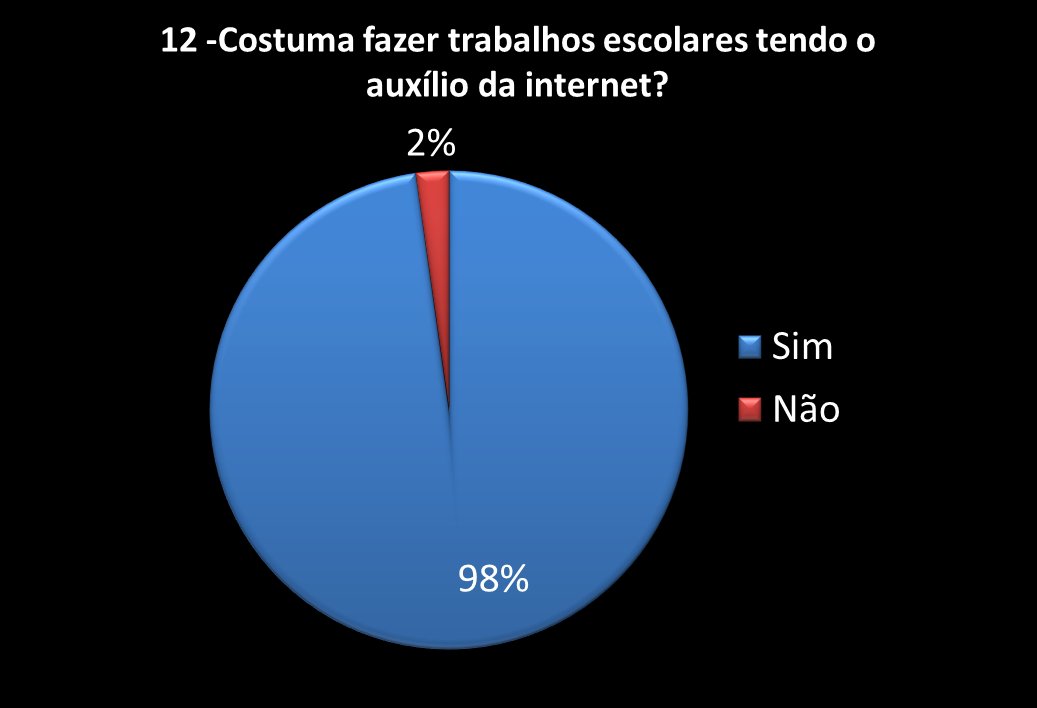 12 -Costuma fazer trabalhos escolares tendo o
auxílio da internet?
2%
Sim
Não
98%